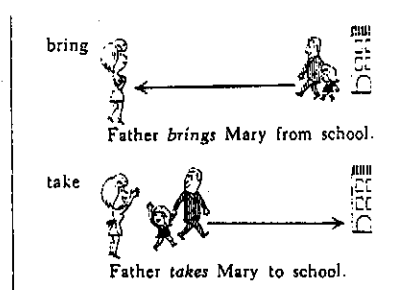 bring
Father brings Mary from school.
take
Father takes Mary to school.